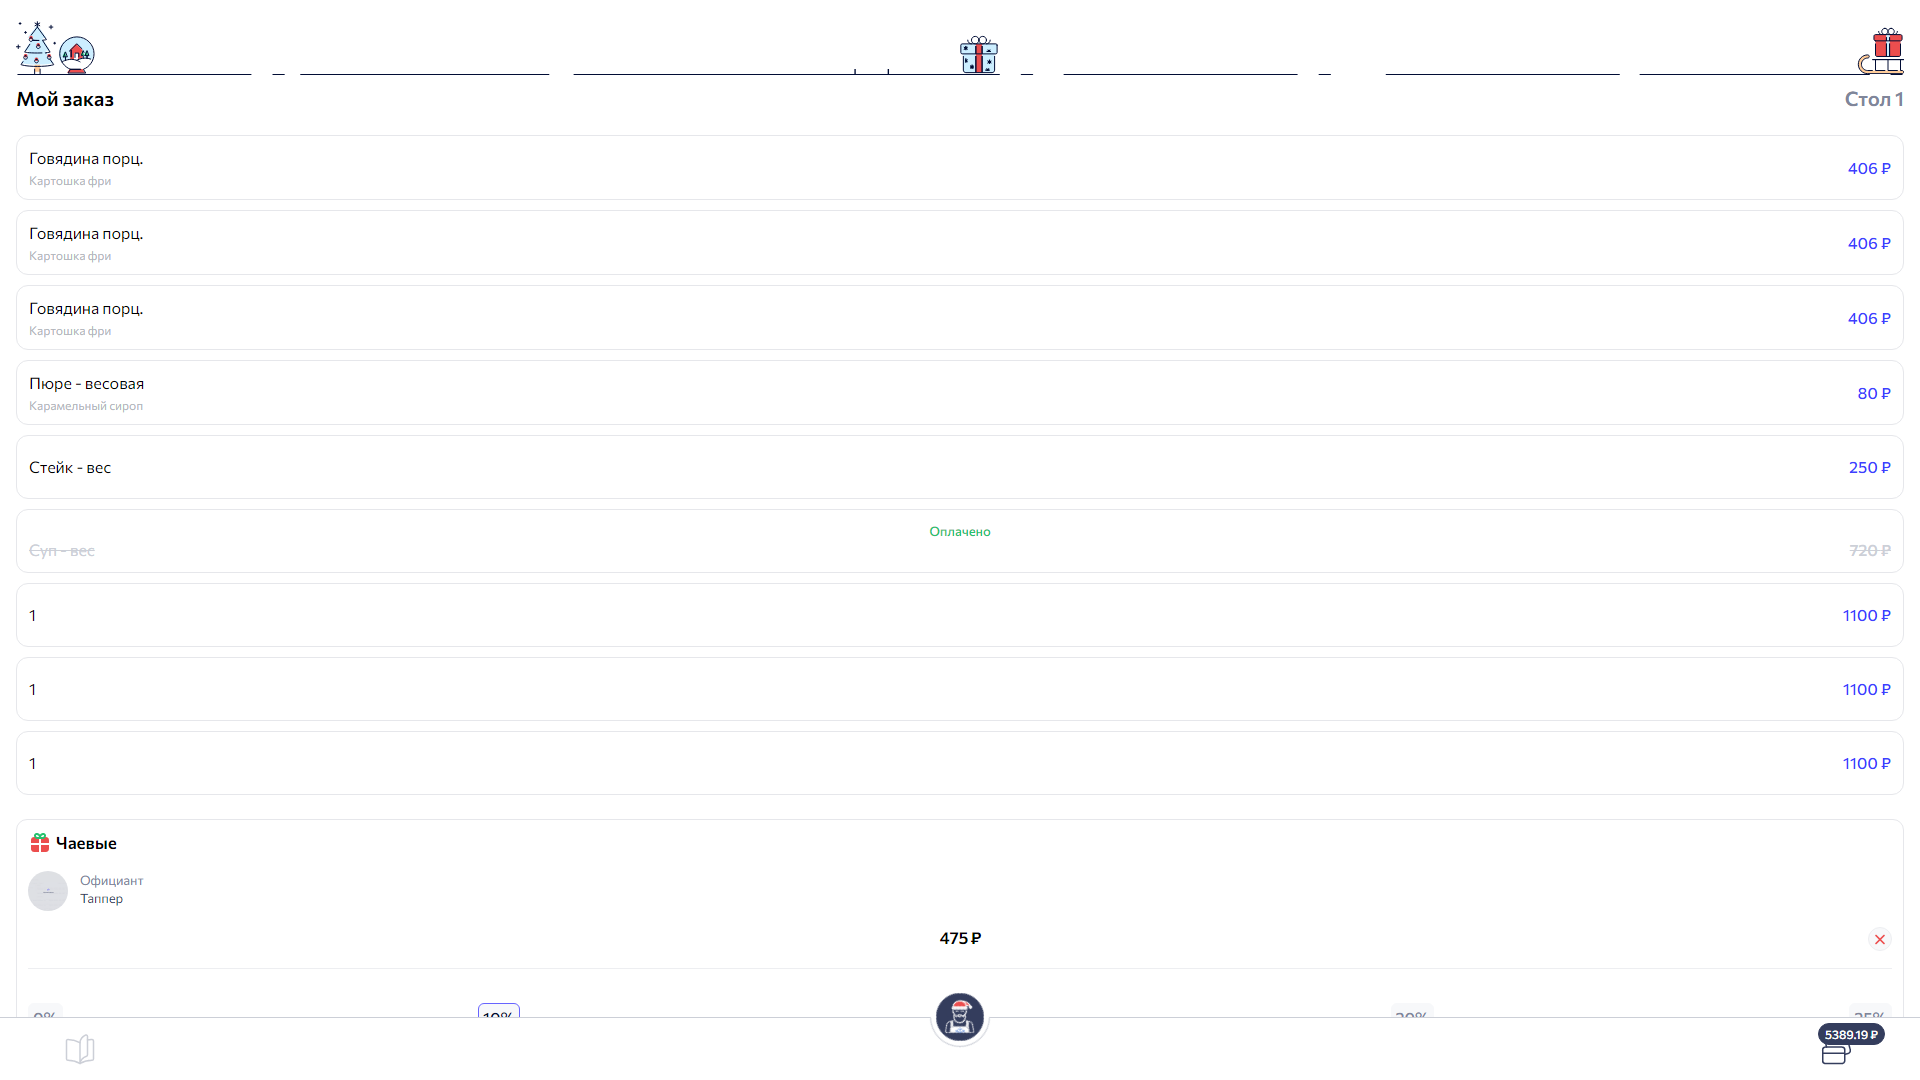 Мой заказ
Стол 1
Говядина порц.
Картошка фри
406 ₽
Говядина порц.
Картошка фри
406 ₽
Говядина порц.
Картошка фри
406 ₽
Пюре - весовая
Карамельный сироп
80 ₽
Стейк - вес
250 ₽
Оплачено
Суп - вес
720 ₽
1
1100 ₽
1
1100 ₽
1
1100 ₽
Чаевые
Официант
Таппер
475 ₽
0%
10%
20%
25%
5389.19 ₽